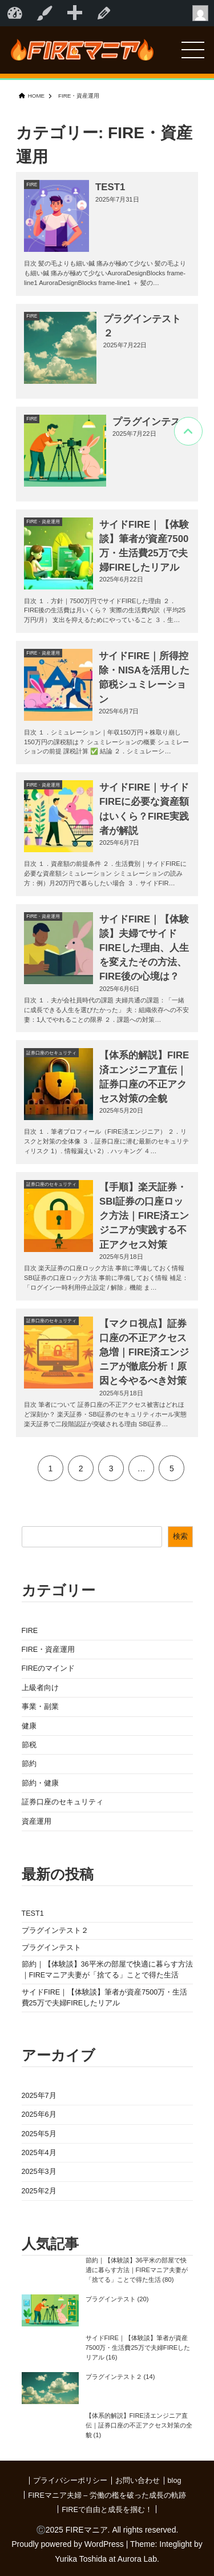 FIREマニア
HOME > FIRE・資産運用
カテゴリー: FIRE・資産
運用
FIRE
TEST1
2025年7月31日
目次 髪の毛よりも細い鍼 痛みが極めて少ない 髪の毛より
も細い鍼 痛みが極めて少ないAuroraDesignBlocks frame-
line1 AuroraDesignBlocks frame-line1 ＋ 髪の…
FIRE
プラグインテスト
２
2025年7月22日
FIRE
プラグインテス
2025年7月22日
FIRE・資産運用
サイドFIRE｜【体験
談】筆者が資産7500
万・生活費25万で夫
婦FIREしたリアル
2025年6月22日
目次 １．方針｜7500万円でサイドFIREした理由 ２．
FIRE後の生活費は月いくら？ 実際の生活費内訳（平均25
万円/月） 支出を抑えるためにやっていること ３．生…
FIRE・資産運用
サイドFIRE｜所得控
除・NISAを活用した
節税シュミレーショ
ン
2025年6月7日
目次 １．シミュレーション｜年収150万円＋株取り崩し
150万円の課税額は？ シュミレーションの概要 シュミレー
ションの前提 課税計算 ✅ 結論 ２．シミュレーシ…
FIRE・資産運用
サイドFIRE｜サイド
FIREに必要な資産額
はいくら？FIRE実践
者が解説
2025年6月7日
目次 １．資産額の前提条件 ２．生活費別｜サイドFIREに
必要な資産額シミュレーション シミュレーションの読み
方：例）月20万円で暮らしたい場合 ３．サイドFIR…
FIRE・資産運用
サイドFIRE｜【体験
談】夫婦でサイド
FIREした理由、人生
を変えたその方法、
FIRE後の心境は？
2025年6月6日
目次 １．夫が会社員時代の課題 夫婦共通の課題：「一緒
に成長できる人生を選びたかった」 夫：組織依存への不安
妻：1人でやれることの限界 ２．課題への対策…
証券口座のセキュリティ
【体系的解説】FIRE
済エンジニア直伝｜
証券口座の不正アク
セス対策の全貌
2025年5月20日
目次 １．筆者プロフィール（FIRE済エンジニア） ２．リ
スクと対策の全体像 ３．証券口座に潜む最新のセキュリティ
リスク 1）. 情報漏えい 2）. ハッキング ４…
証券口座のセキュリティ
【手順】楽天証券・
SBI証券の口座ロッ
ク方法｜FIRE済エン
ジニアが実践する不
正アクセス対策
2025年5月18日
目次 楽天証券の口座ロック方法 事前に準備しておく情報
SBI証券の口座ロック方法 事前に準備しておく情報 補足：
「ログイン一時利用停止設定 / 解除」機能 ま…
証券口座のセキュリティ
【マクロ視点】証券
口座の不正アクセス
急増｜FIRE済エンジ
ニアが徹底分析！原
因と今やるべき対策
2025年5月18日
目次 筆者について 証券口座の不正アクセス被害はどれほ
ど深刻か？ 楽天証券・SBI証券のセキュリティホール実態
楽天証券で二段階認証が突破される理由 SBI証券…
1 2 3 … 5
検索
カテゴリー
FIRE
FIRE・資産運用
FIREのマインド
上級者向け
事業・副業
健康
節税
節約
節約・健康
証券口座のセキュリティ
資産運用
最新の投稿
TEST1
プラグインテスト２
プラグインテスト
節約｜【体験談】36平米の部屋で快適に暮らす方法
｜FIREマニア夫妻が「捨てる」ことで得た生活
サイドFIRE｜【体験談】筆者が資産7500万・生活
費25万で夫婦FIREしたリアル
アーカイブ
2025年7月
2025年6月
2025年5月
2025年4月
2025年3月
2025年2月
人気記事
節約｜【体験談】36平米の部屋で快
適に暮らす方法｜FIREマニア夫妻が
「捨てる」ことで得た生活 (80)
プラグインテスト (20)
サイドFIRE｜【体験談】筆者が資産
7500万・生活費25万で夫婦FIREした
リアル (16)
プラグインテスト２ (14)
【体系的解説】FIRE済エンジニア直
伝｜証券口座の不正アクセス対策の全
貌 (1)
| プライバシーポリシー | お問い合わせ | blog
| FIREマニア夫婦 – 労働の檻を破った成長の軌跡
| FIREで自由と成長を掴む！ |
©2025 FIREマニア. All rights reserved.
Proudly powered by WordPress | Theme: Integlight by
Yurika Toshida at Aurora Lab.